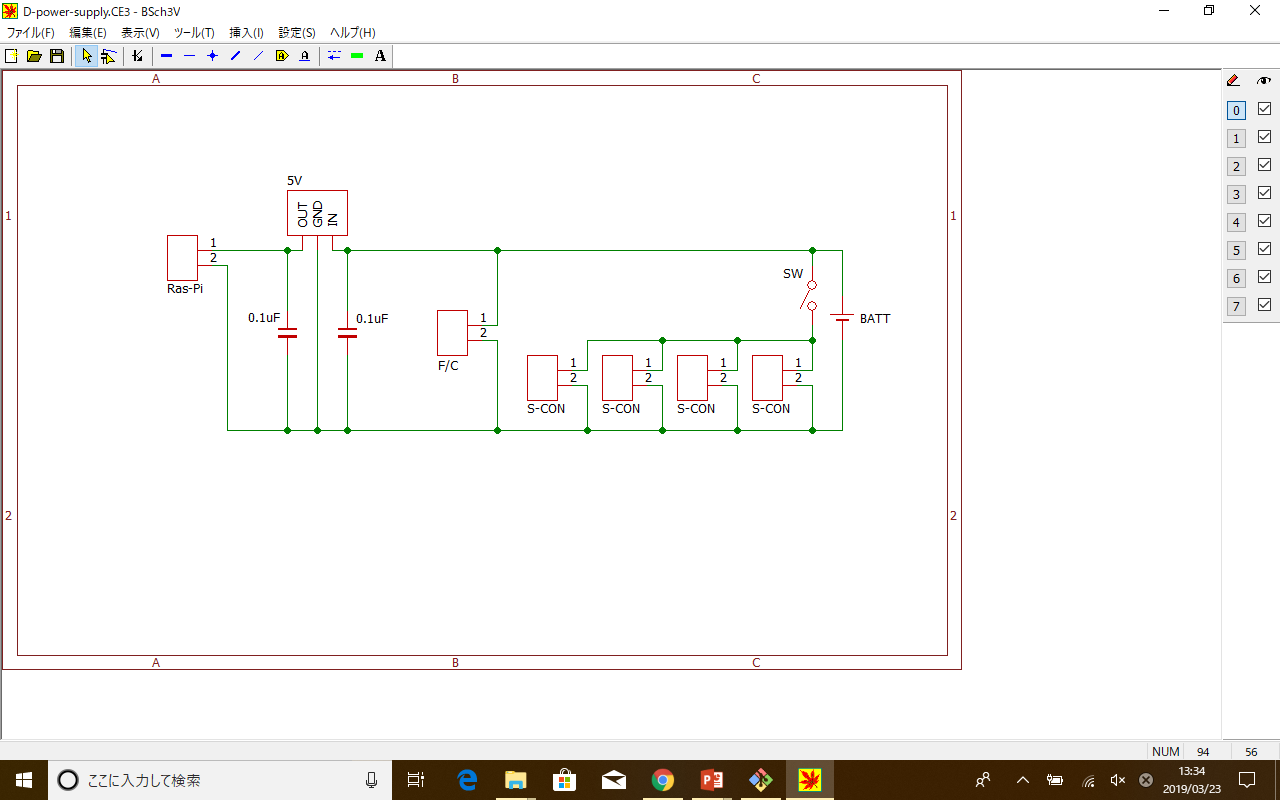 D-power-supply.CE3 - BSch3V
ファイル(F) 編集(E) 表示(V) ツール(T) 挿入(I) 設定(S) ヘルプ(H)
A A A
A B C
0
1
2
3
4
5
6
7
5V
OUT GND IN
1 1
1
2
Ras-Pi
0.1uF 0.1uF
SW
BATT
1
2
F/C
1 1 1 1
2 2 2 2
S-CON S-CON S-CON S-CON
2 2
A B C
NUM 94 56
ここに入力して検索
13:34
2019/03/23